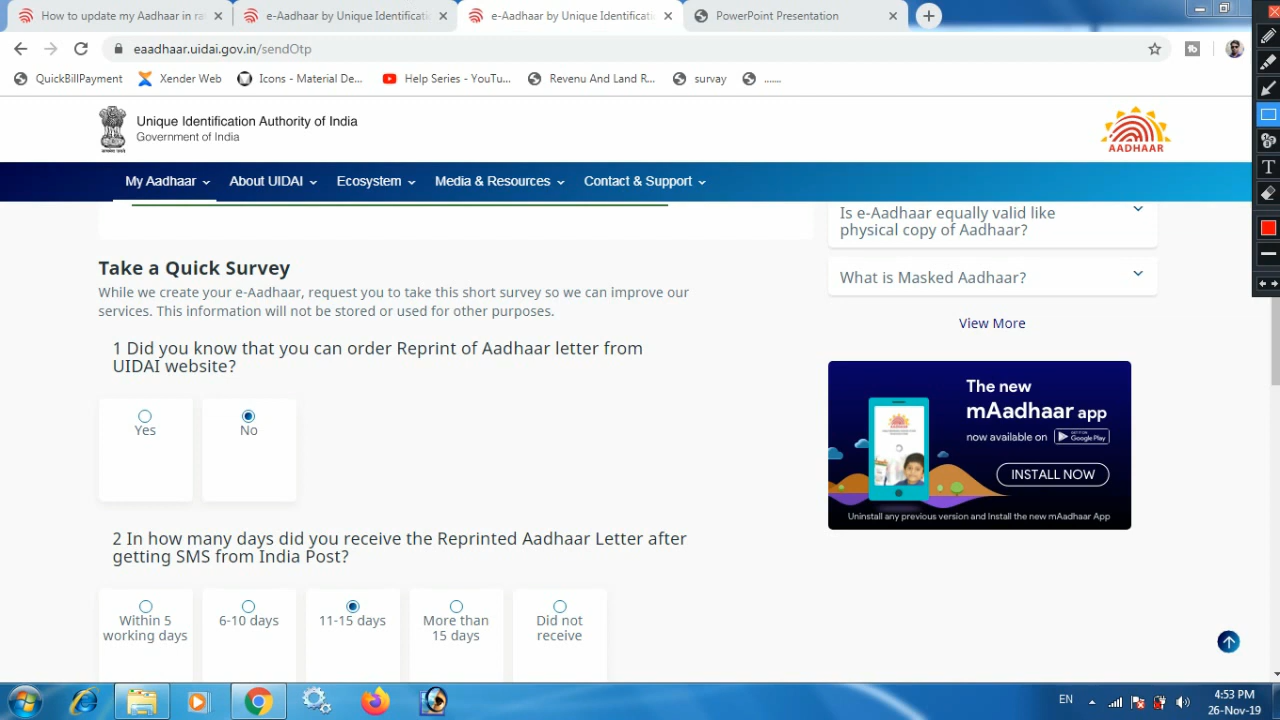 How to update my Aadhaar in ra
e-Aadhaar by Unique Identificati
e-Aadhaar by Unique Identificati
PowerPoint Presentation
eaadhaar.uidai.gov.in/sendOtp
QuickBillPayment
Xender Web
Icons - Material De...
Help Series - YouTu...
Revenu And Land R...
survay
......
Unique Identification Authority of India
Government of India
AADHAAR
My Aadhaar
About UIDAI
Ecosystem
Media & Resources
Contact & Support
Is e-Aadhaar equally valid like
physical copy of Aadhaar?
What is Masked Aadhaar?
View More
Take a Quick Survey
While we create your e-Aadhaar, request you to take this short survey so we can improve our
services. This information will not be stored or used for other purposes.
1 Did you know that you can order Reprint of Aadhaar letter from
UIDAI website?
Yes
No
The new
mAadhaar app
now available on
GET IT ON
Google Play
INSTALL NOW
Uninstall any previous version and Install the new mAadhaar App
2 In how many days did you receive the Reprinted Aadhaar Letter after
getting SMS from India Post?
Within 5
working days
6-10 days
11-15 days
More than
15 days
Did not
receive
T
EN
4:53 PM
26-Nov-19